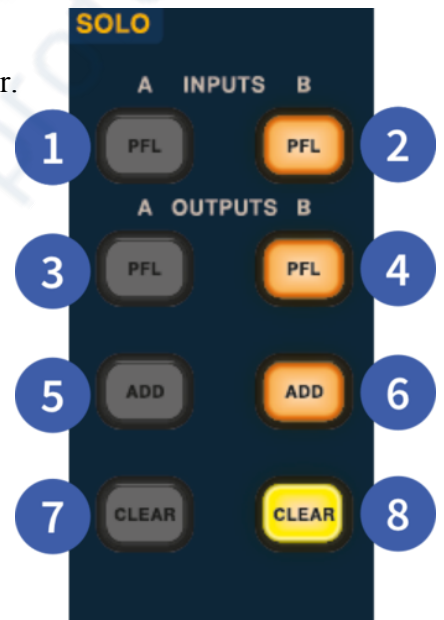 SOLO
r.
A INPUTS B
1 PFL PFL 2
A OUTPUTS B
3 PFL PFL 4
5 ADD ADD 6
7 CLEAR CLEAR 8